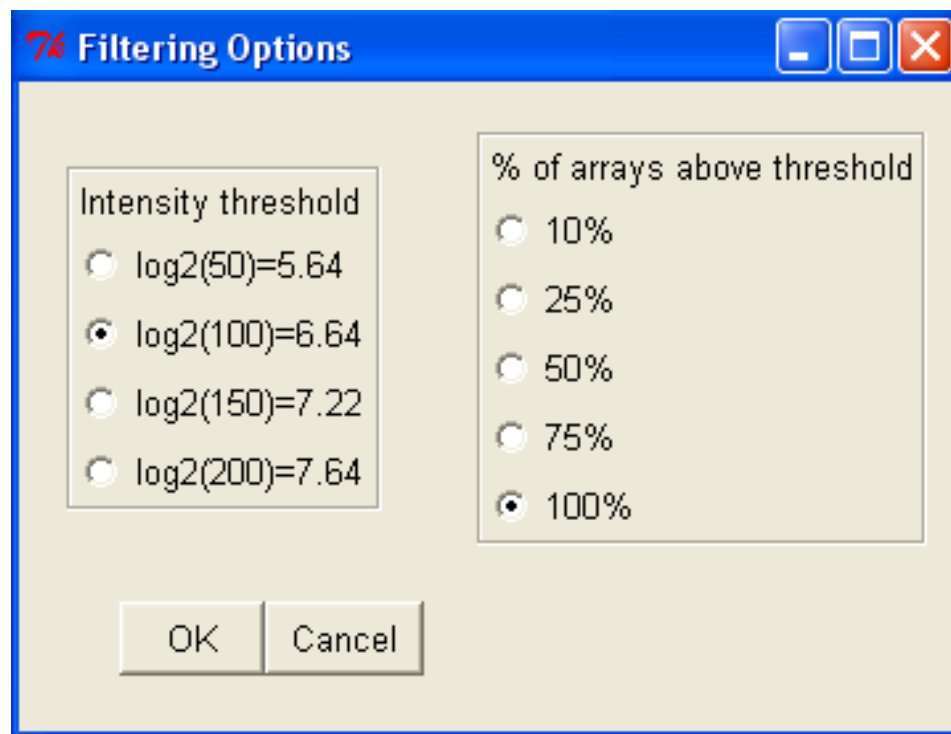 Filtering Options
Intensity threshold
log2(50)=5.64
log2(100)=6.64
log2(150)=7.22
log2(200)=7.64
% of arrays above threshold
10%
25%
50%
75%
100%
OK
Cancel